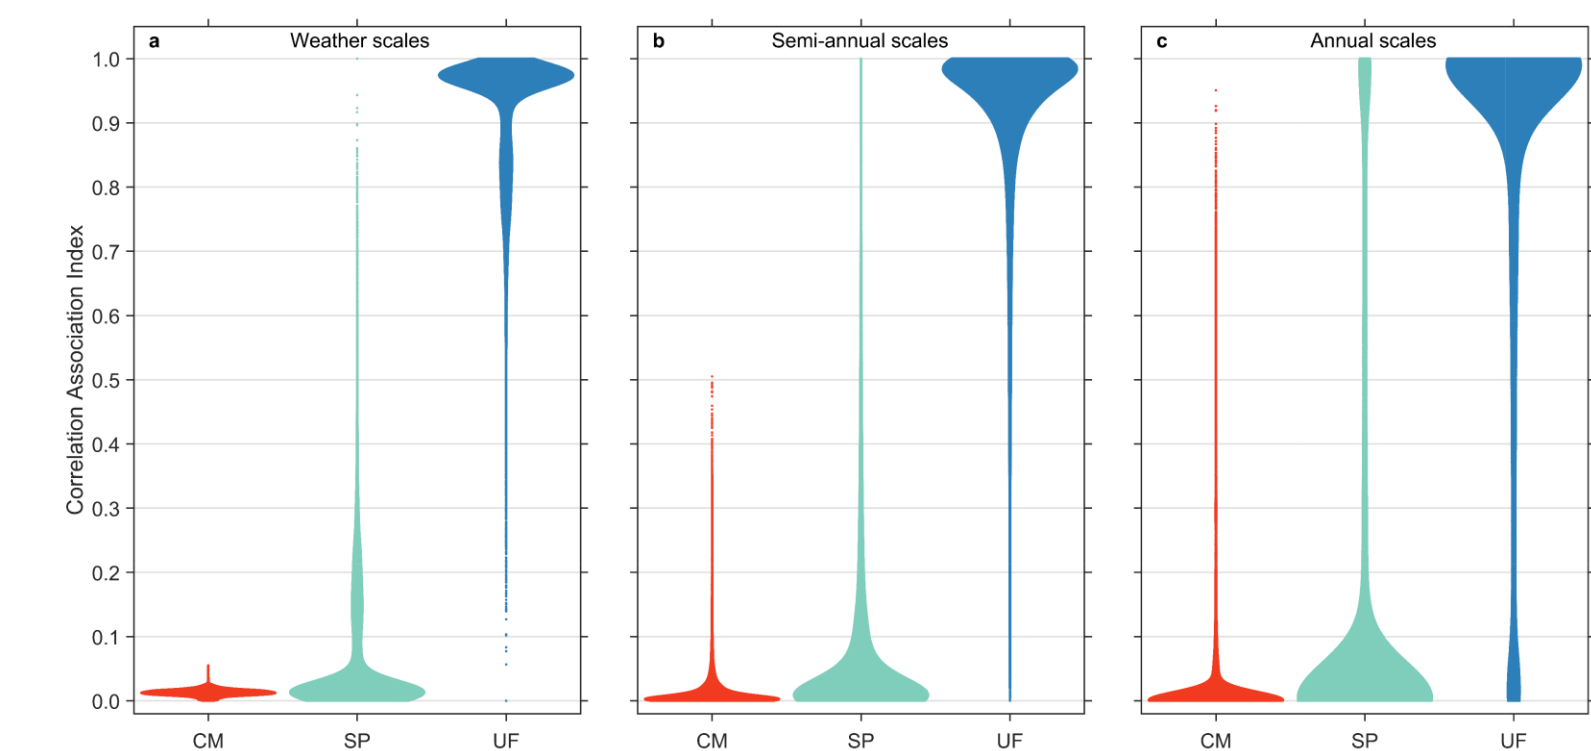 a Weather scales
b Semi-annual scales
c Annual scales
Correlation Association Index
1.0
0.9
0.8
0.7
0.6
0.5
0.4
0.3
0.2
0.1
0.0
CM SP UF
CM SP UF
CM SP UF